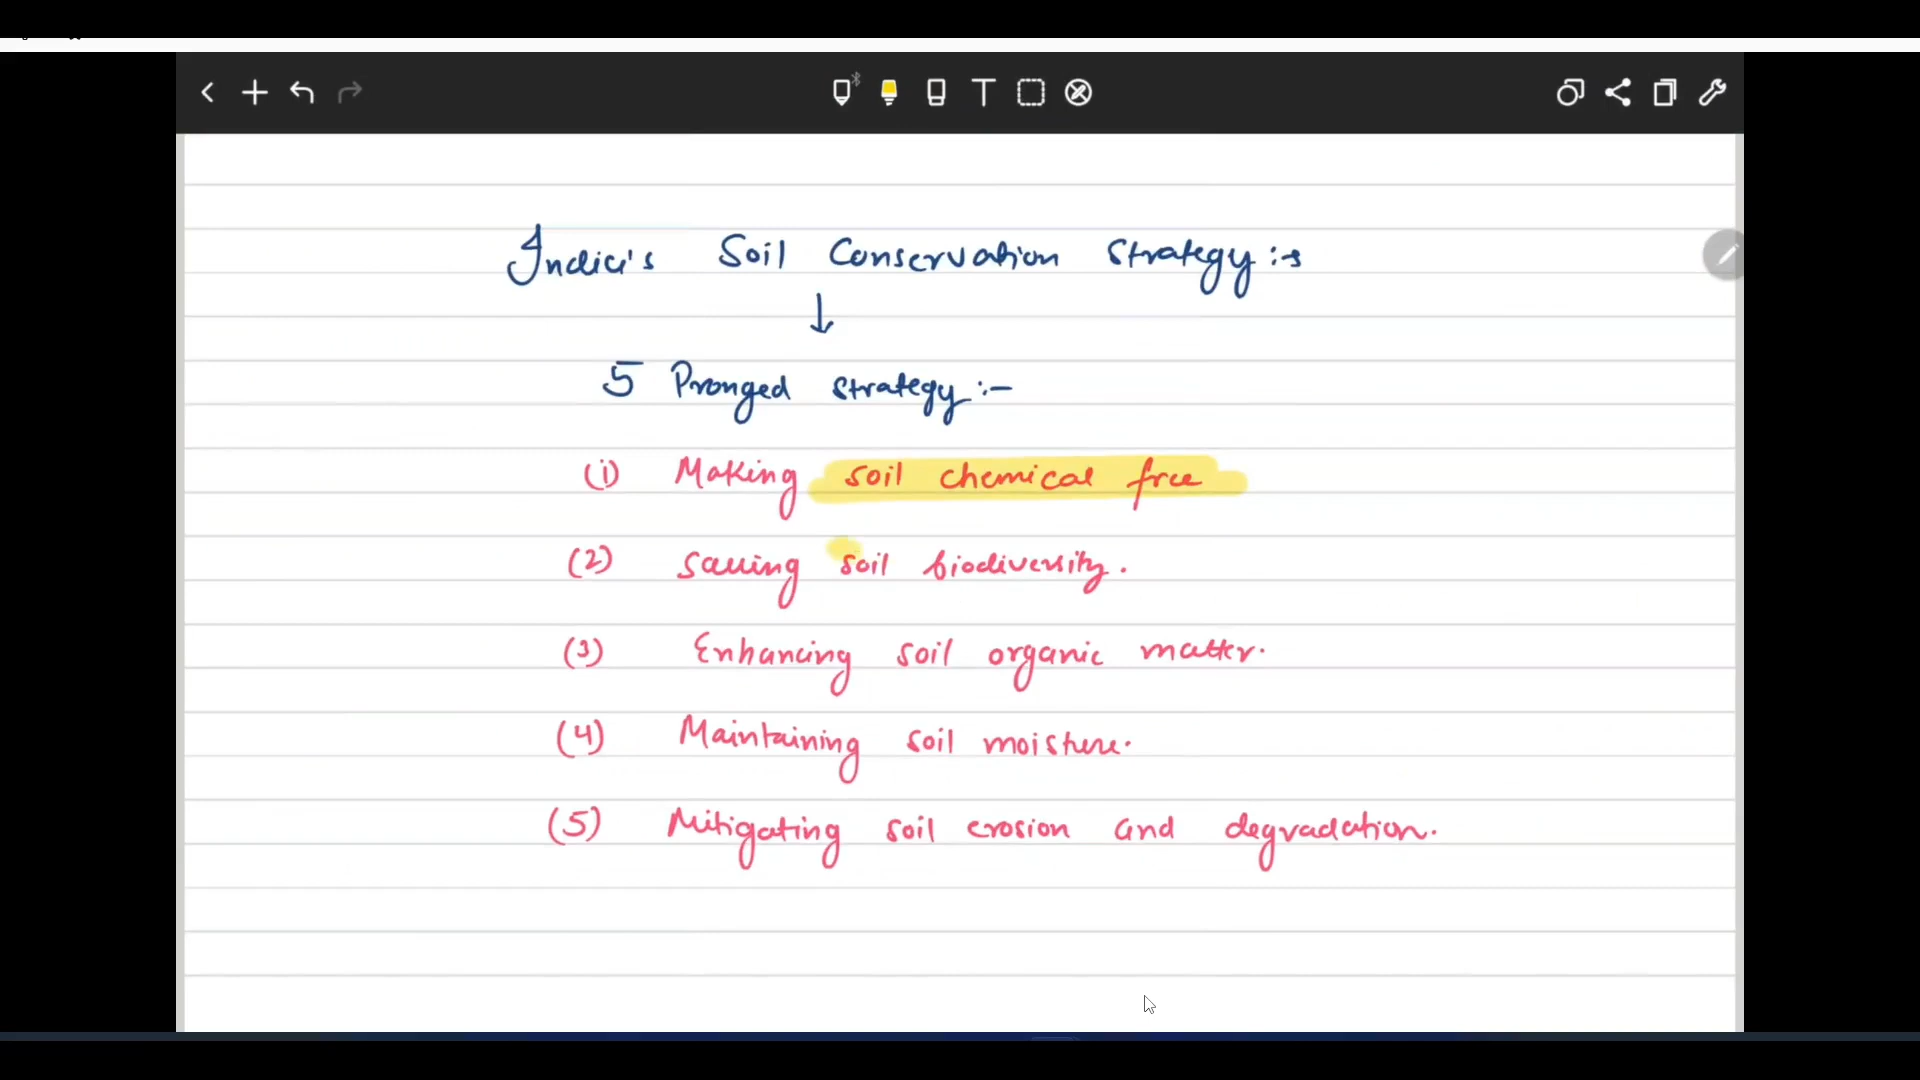 India's Soil Conservation Strategy :-
↓
5 Pronged strategy :-
(1) Making soil chemical free
(2) Saving soil biodiversity.
(3) Enhancing soil organic matter.
(4) Maintaining soil moisture.
(5) Mitigating soil erosion and degradation.